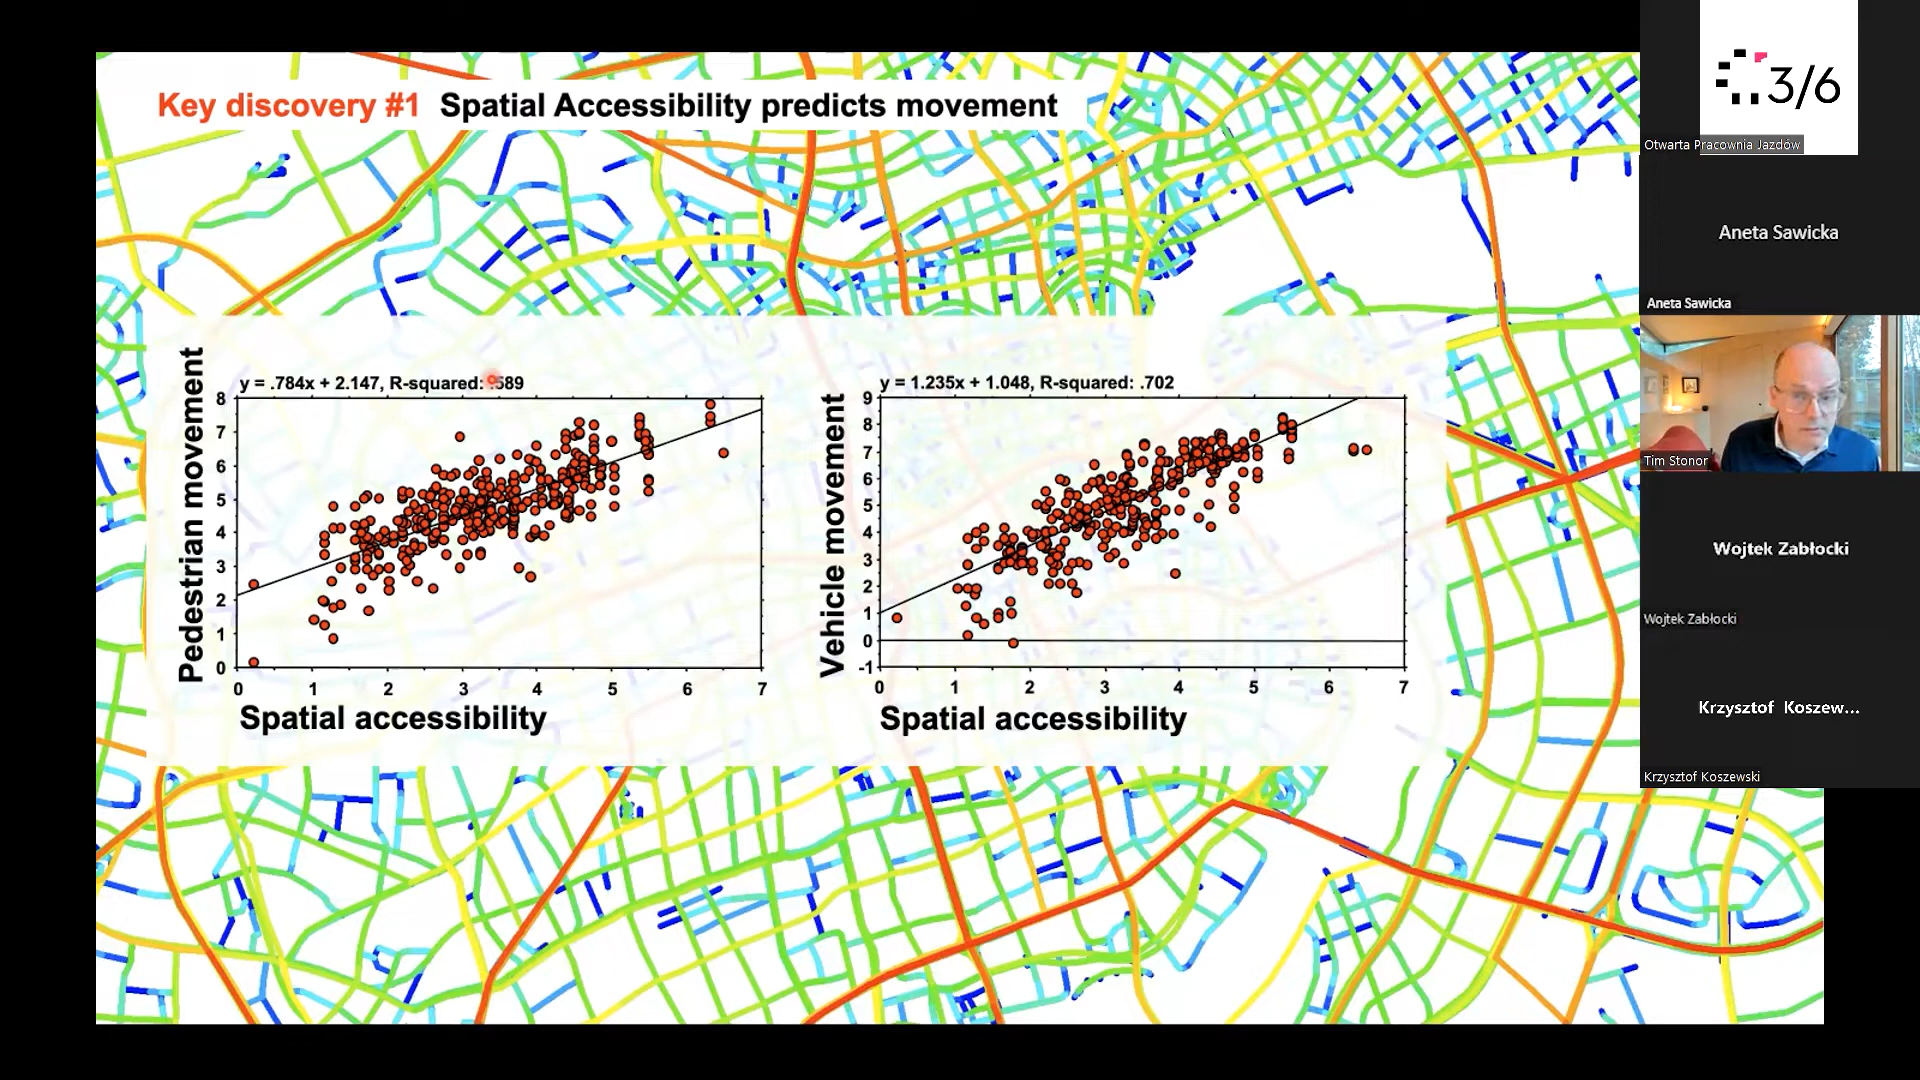 Key discovery #1 Spatial Accessibility predicts movement
y = .784x + 2.147, R-squared: .589
Pedestrian movement
8
7
6
5
4
3
2
1
0
0 1 2 3 4 5 6 7
Spatial accessibility
y = 1.235x + 1.048, R-squared: .702
Vehicle movement
9
8
7
6
5
4
3
2
1
0
-1
0 1 2 3 4 5 6 7
Spatial accessibility
3/6
Otwarta Pracownia Jazdów
Aneta Sawicka
Aneta Sawicka
Tim Stonor
Wojtek Zabłocki
Wojtek Zabłocki
Krzysztof Koszew...
Krzysztof Koszewski